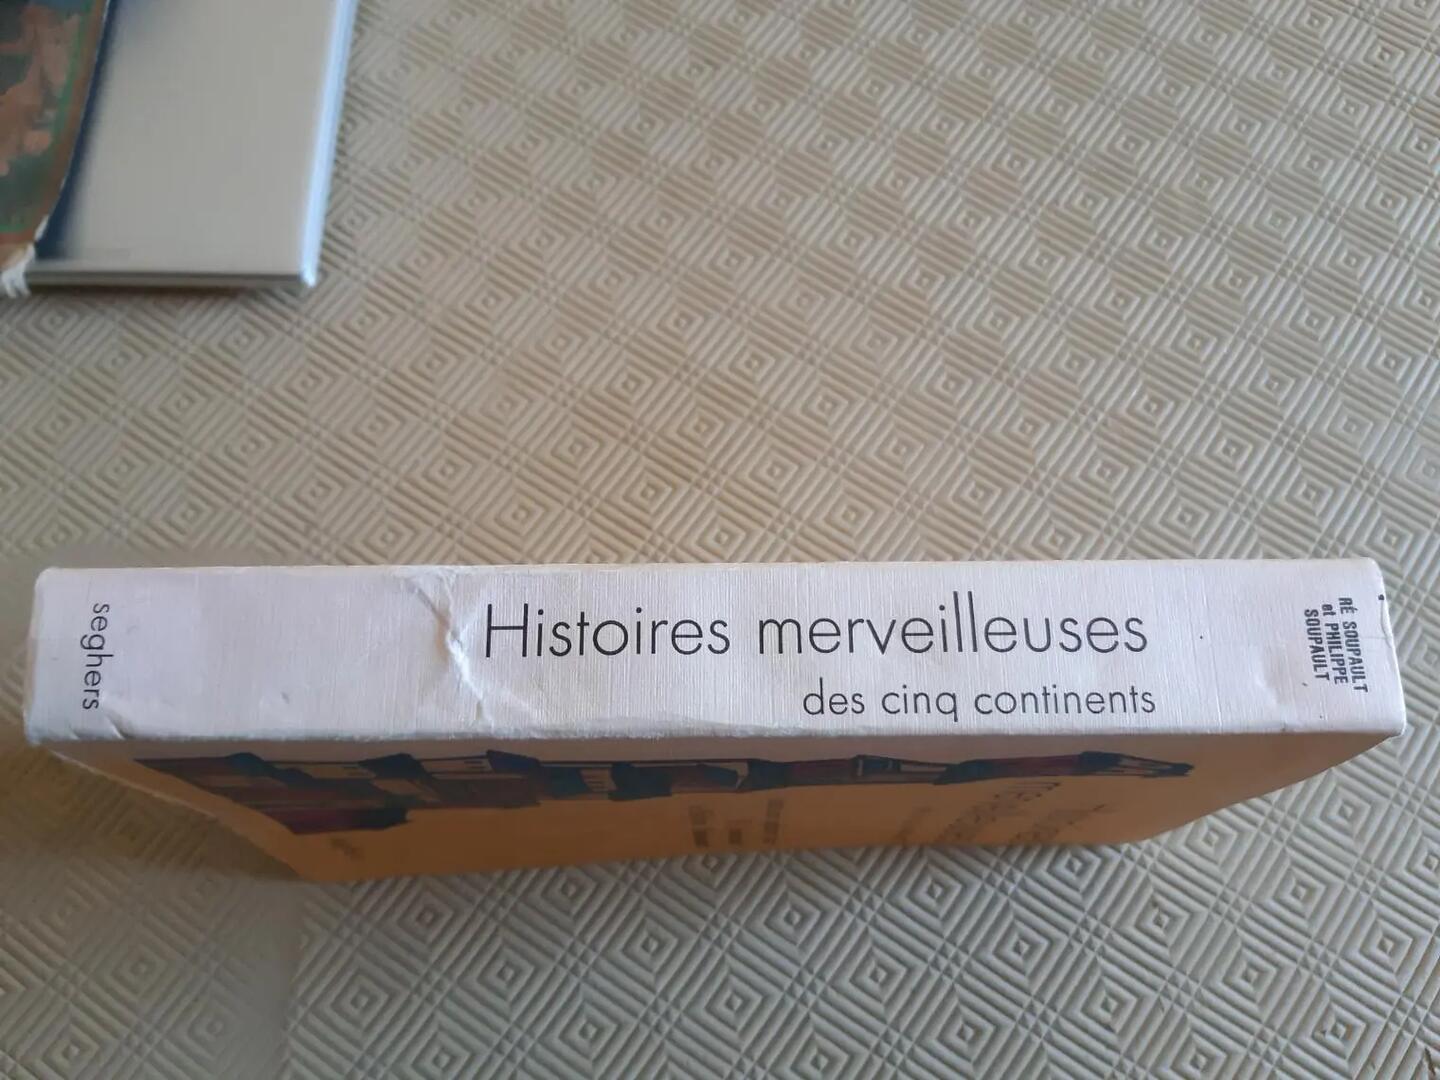 Histoires merveilleuses
des cinq continents
RÉ SOUPAULT
et PHILIPPE
SOUPAULT
seghers